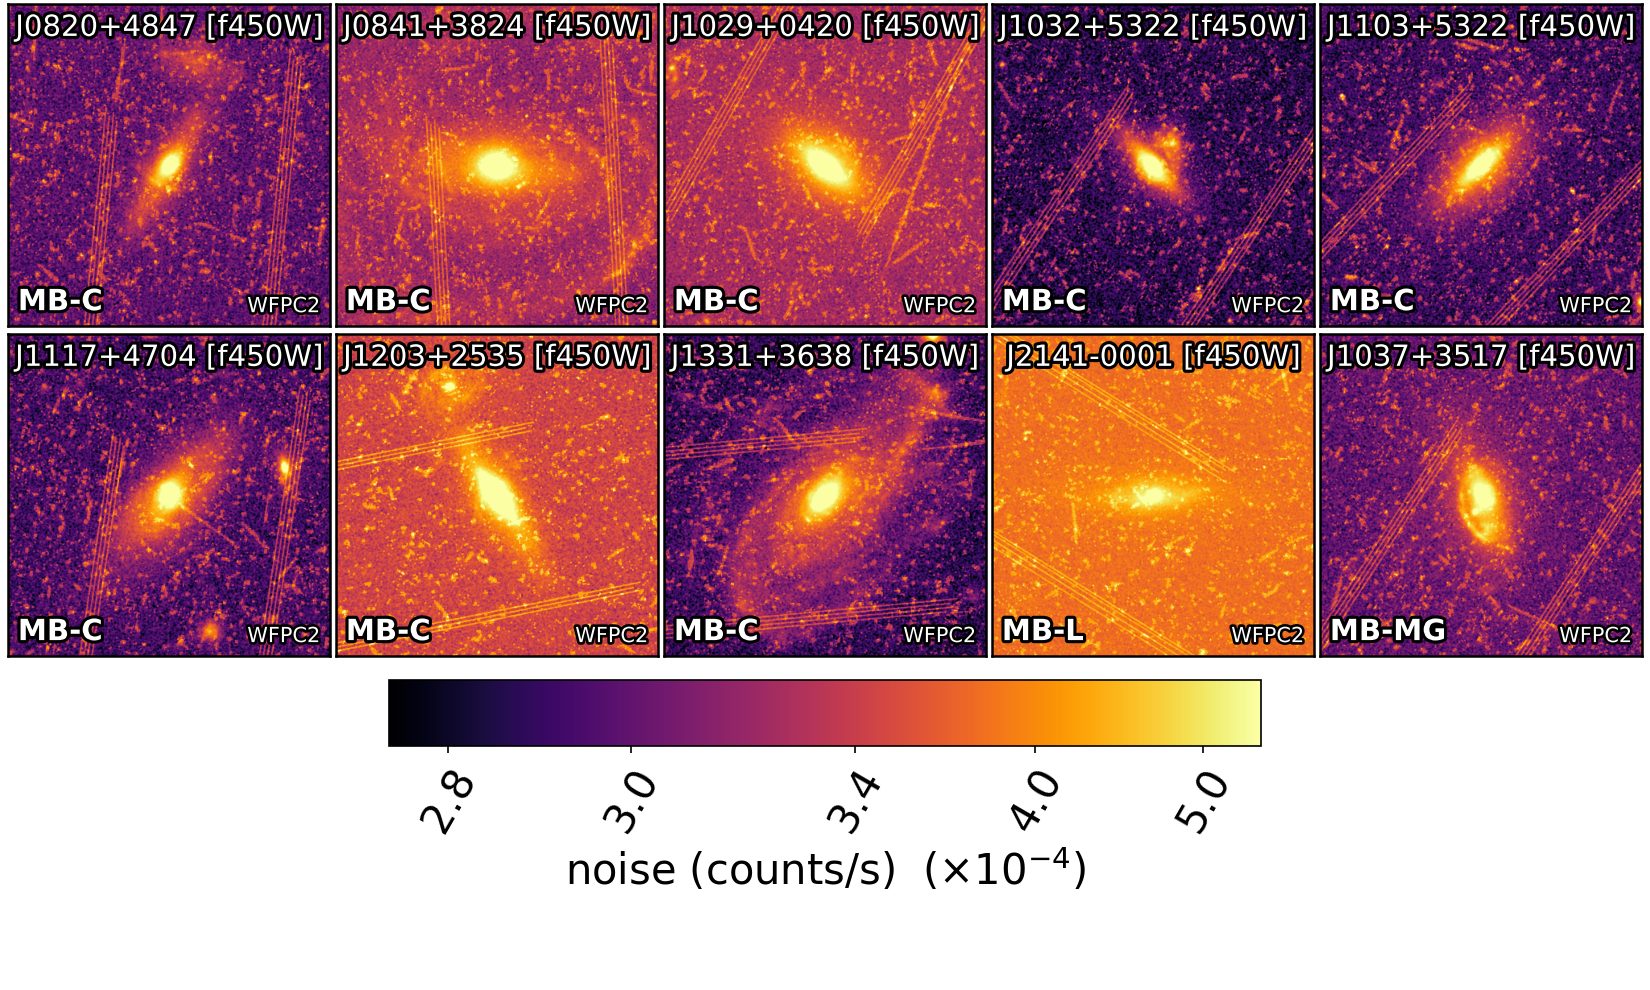 J0820+4847 [f450W]
MB-C
WFPC2
J0841+3824 [f450W]
MB-C
WFPC2
J1029+0420 [f450W]
MB-C
WFPC2
J1032+5322 [f450W]
MB-C
WFPC2
J1103+5322 [f450W]
MB-C
WFPC2
J1117+4704 [f450W]
MB-C
WFPC2
J1203+2535 [f450W]
MB-C
WFPC2
J1331+3638 [f450W]
MB-C
WFPC2
J2141-0001 [f450W]
MB-L
WFPC2
J1037+3517 [f450W]
MB-MG
WFPC2
2.8
3.0
3.4
4.0
5.0
noise (counts/s) (×10⁻⁴)